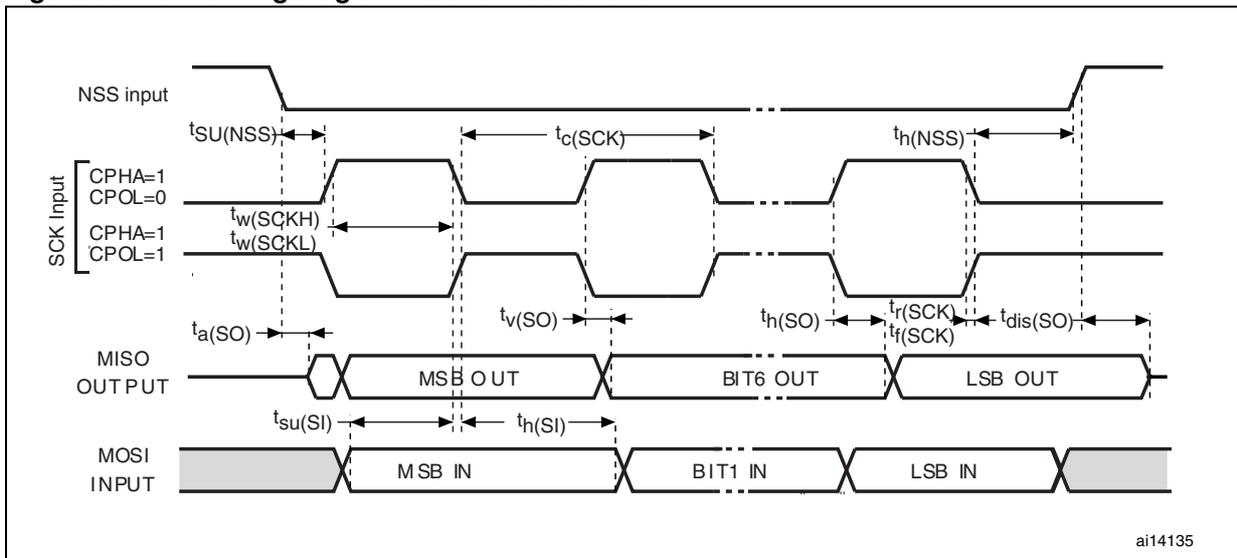 NSS input
tSU(NSS)
tc(SCK)
th(NSS)
SCK Input
CPHA=1
CPOL=0
tw(SCKH)
tw(SCKL)
CPHA=1
CPOL=1
ta(SO)
tv(SO)
th(SO)
tr(SCK)
tf(SCK)
tdis(SO)
MISO
OUTPUT
MSB OUT
BIT6 OUT
LSB OUT
tsu(SI)
th(SI)
MOSI
INPUT
MSB IN
BIT1 IN
LSB IN
ai14135